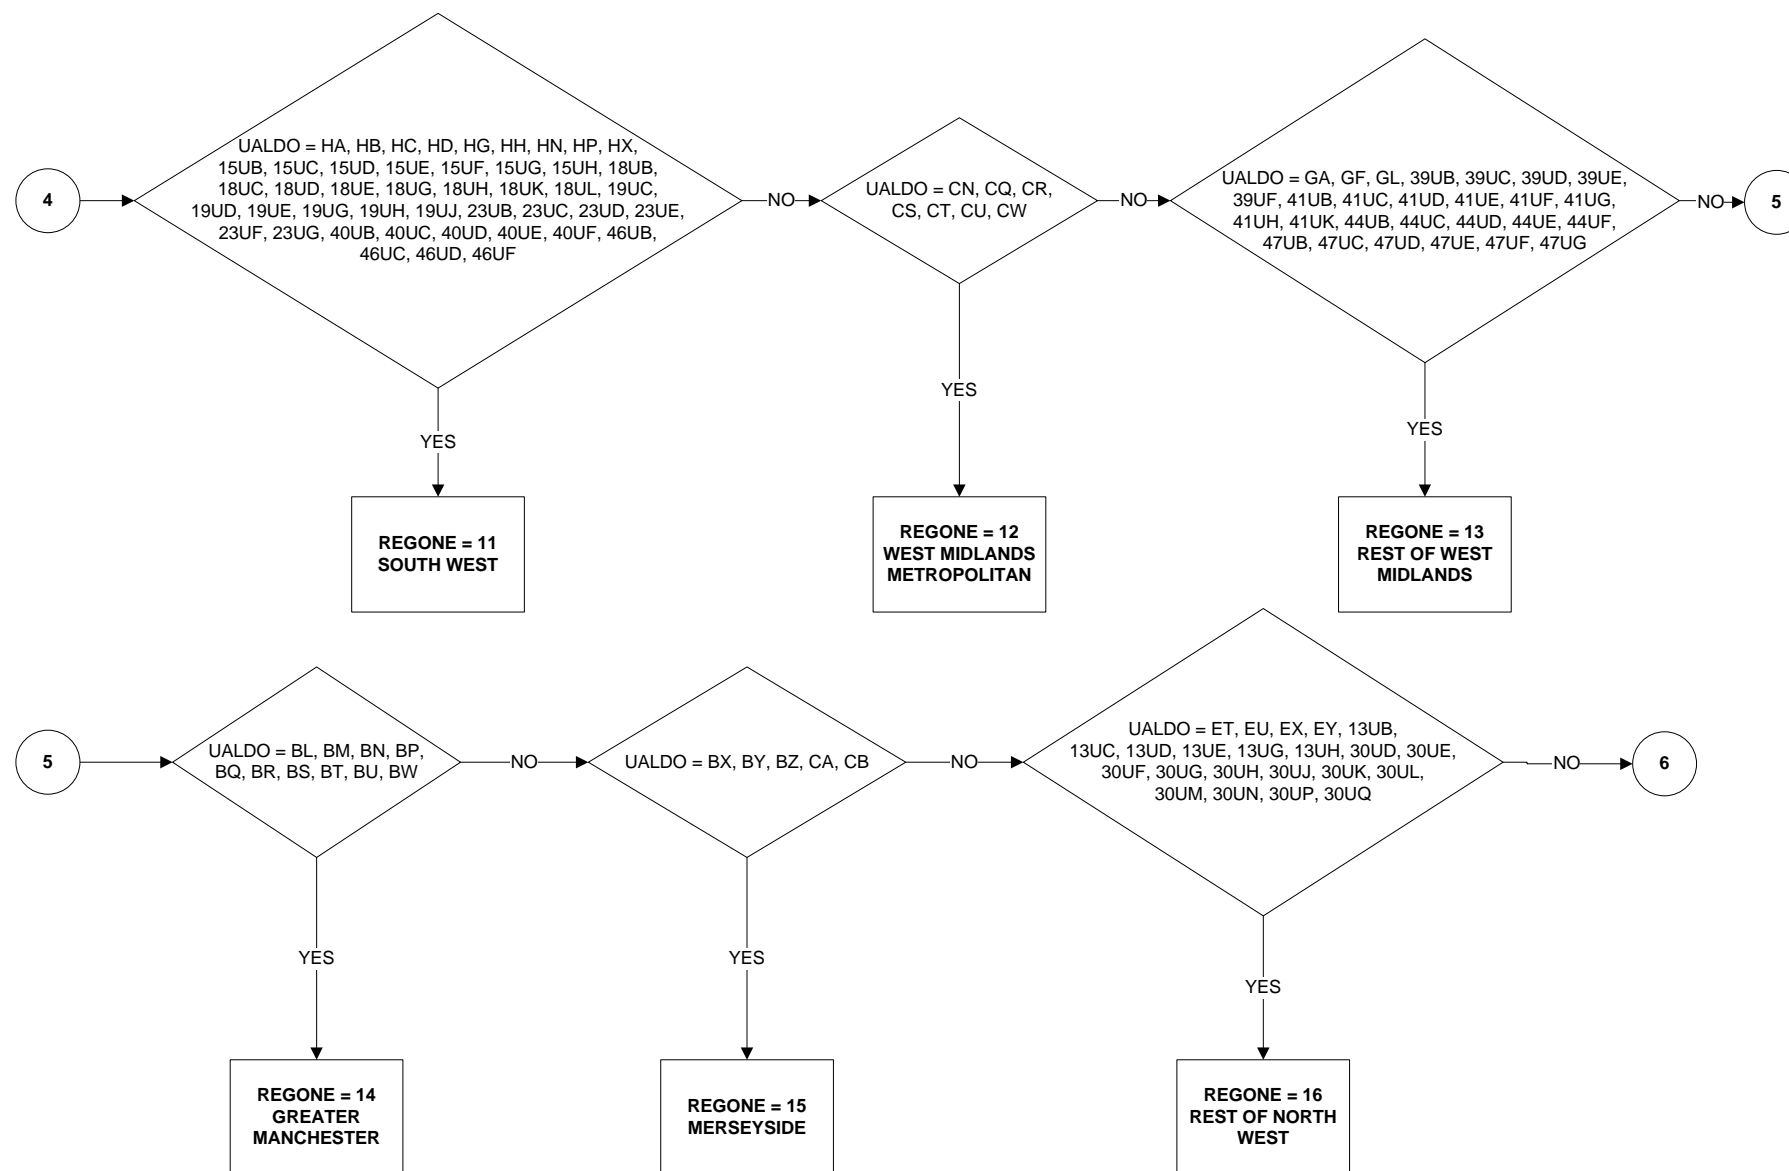 4
UALDO = HA, HB, HC, HD, HG, HH, HN, HP, HX,
15UB, 15UC, 15UD, 15UE, 15UF, 15UG, 15UH, 18UB,
18UC, 18UD, 18UE, 18UG, 18UH, 18UK, 18UL, 19UC,
19UD, 19UE, 19UG, 19UH, 19UJ, 23UB, 23UC, 23UD, 23UE,
23UF, 23UG, 40UB, 40UC, 40UD, 40UE, 40UF, 46UB,
46UC, 46UD, 46UF
NO
UALDO = CN, CQ, CR,
CS, CT, CU, CW
NO
UALDO = GA, GF, GL, 39UB, 39UC, 39UD, 39UE,
39UF, 41UB, 41UC, 41UD, 41UE, 41UF, 41UG,
41UH, 41UK, 44UB, 44UC, 44UD, 44UE, 44UF,
47UB, 47UC, 47UD, 47UE, 47UF, 47UG
NO
5
YES
YES
YES
REGONE = 11
SOUTH WEST
REGONE = 12
WEST MIDLANDS
METROPOLITAN
REGONE = 13
REST OF WEST
MIDLANDS
5
UALDO = BL, BM, BN, BP,
BQ, BR, BS, BT, BU, BW
NO
UALDO = BX, BY, BZ, CA, CB
NO
UALDO = ET, EU, EX, EY, 13UB,
13UC, 13UD, 13UE, 13UG, 13UH, 30UD, 30UE,
30UF, 30UG, 30UH, 30UJ, 30UK, 30UL,
30UM, 30UN, 30UP, 30UQ
NO
6
YES
YES
YES
REGONE = 14
GREATER
MANCHESTER
REGONE = 15
MERSEYSIDE
REGONE = 16
REST OF NORTH
WEST